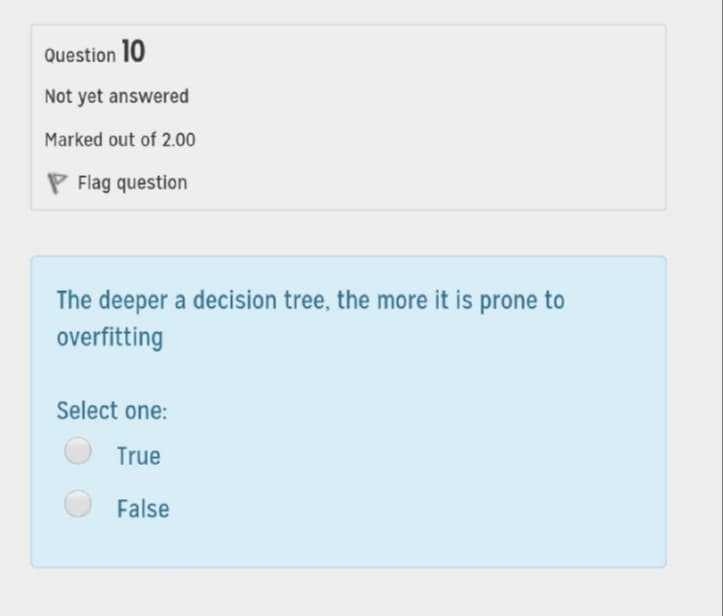 Question 10
Not yet answered
Marked out of 2.00
Flag question
The deeper a decision tree, the more it is prone to
overfitting
Select one:
True
False